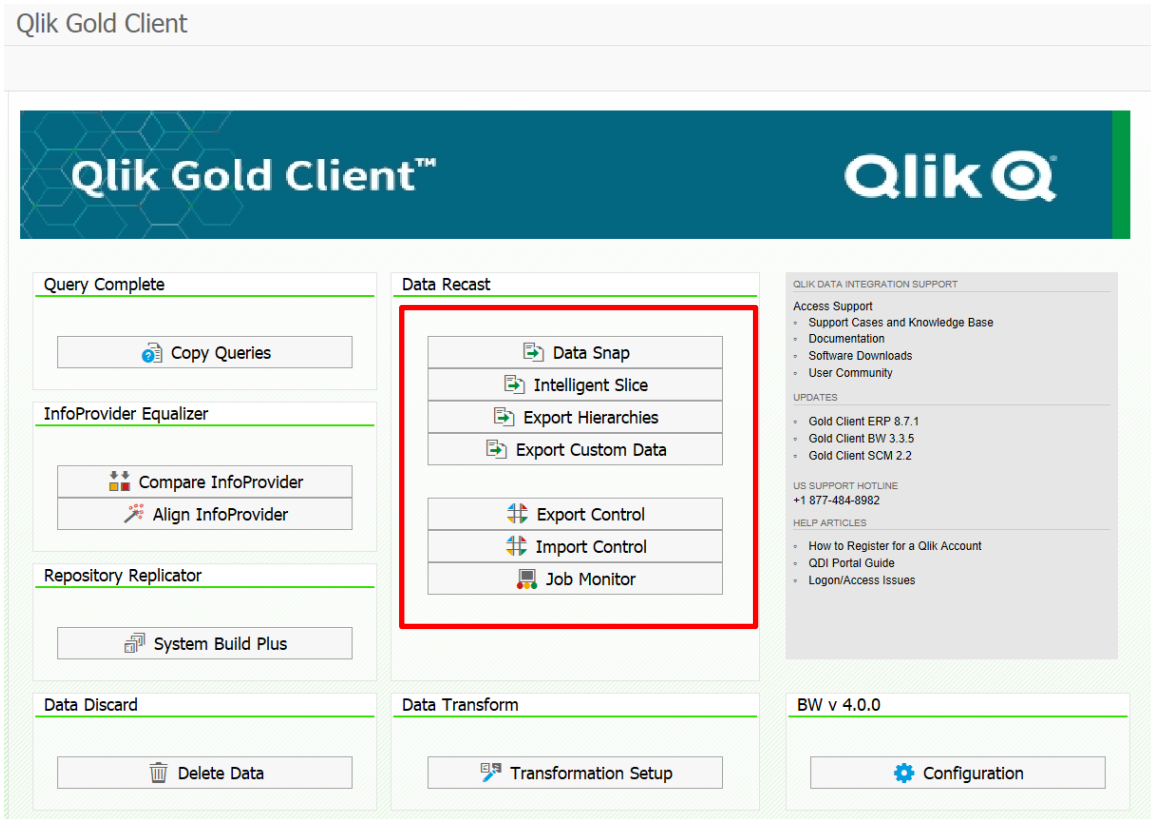 Qlik Gold Client
Qlik Gold Client™
Qlik
Query Complete
Copy Queries
InfoProvider Equalizer
Compare InfoProvider
Align InfoProvider
Repository Replicator
System Build Plus
Data Discard
Delete Data
Data Recast
Data Snap
Intelligent Slice
Export Hierarchies
Export Custom Data
Export Control
Import Control
Job Monitor
Data Transform
Transformation Setup
QLIK DATA INTEGRATION SUPPORT
Access Support
Support Cases and Knowledge Base
Documentation
Software Downloads
User Community
UPDATES
Gold Client ERP 8.7.1
Gold Client BW 3.3.5
Gold Client SCM 2.2
US SUPPORT HOTLINE
+1 877-484-8982
HELP ARTICLES
How to Register for a Qlik Account
QDI Portal Guide
Logon/Access Issues
BW v 4.0.0
Configuration